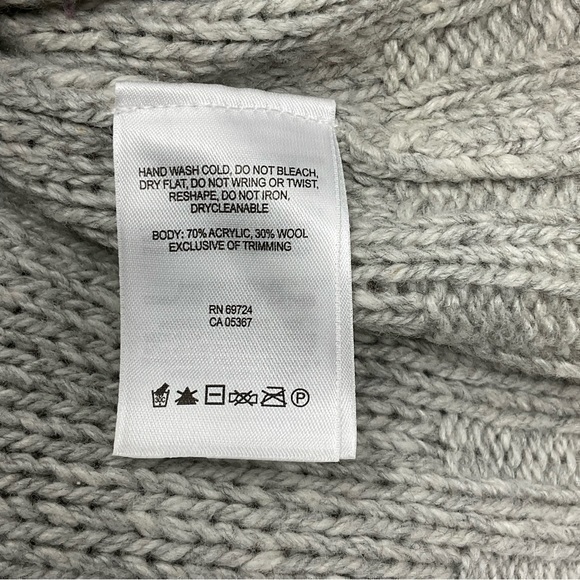 HAND WASH COLD, DO NOT BLEACH,
DRY FLAT, DO NOT WRING OR TWIST,
RESHAPE, DO NOT IRON,
DRYCLEANABLE
BODY: 70% ACRYLIC, 30% WOOL
EXCLUSIVE OF TRIMMING
RN 69724
CA 05367
P